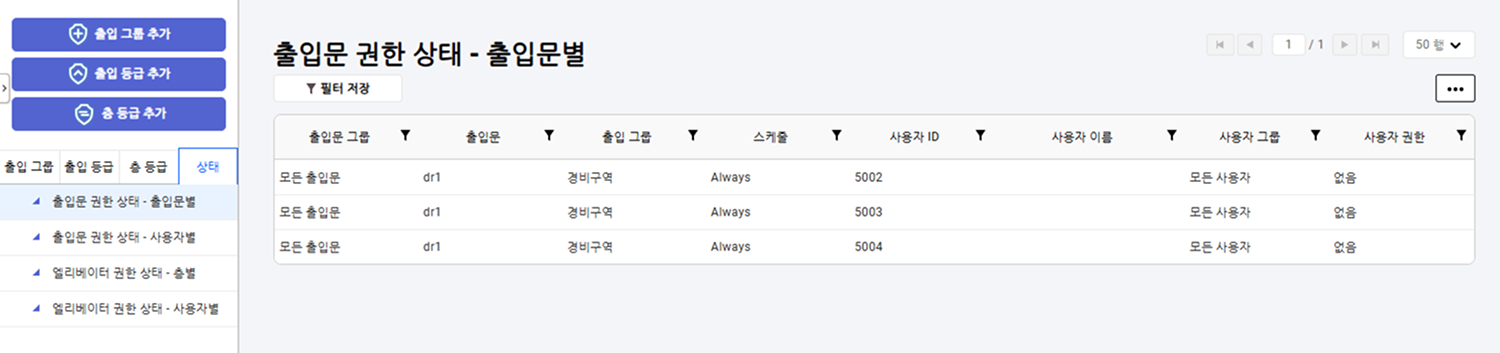 출입 그룹 추가
출입 등급 추가
층 등급 추가
출입 그룹 출입 등급 층 등급 상태
출입문 권한 상태 - 출입문별
출입문 권한 상태 - 사용자별
엘리베이터 권한 상태 - 층별
엘리베이터 권한 상태 - 사용자별
출입문 권한 상태 - 출입문별
1 / 1 50 행
필터 저장
출입문 그룹 출입문 출입 그룹 스케줄 사용자 ID 사용자 이름 사용자 그룹 사용자 권한
모든 출입문 dr1 경비구역 Always 5002 모든 사용자 없음
모든 출입문 dr1 경비구역 Always 5003 모든 사용자 없음
모든 출입문 dr1 경비구역 Always 5004 모든 사용자 없음